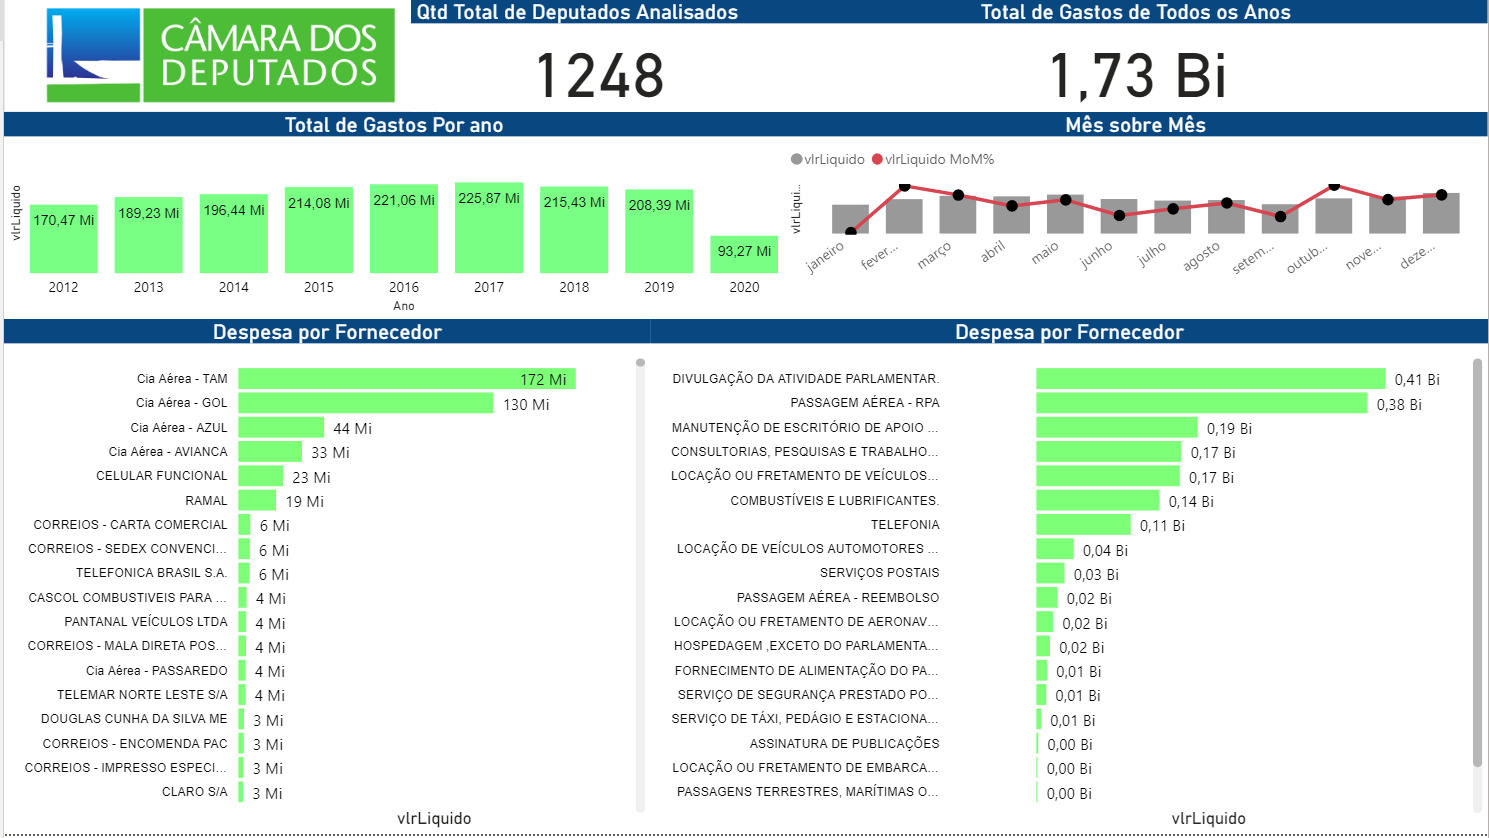 CÂMARA DOS
DEPUTADOS
Qtd Total de Deputados Analisados
1248
Total de Gastos de Todos os Anos
1,73 Bi
Total de Gastos Por ano
vlrLiquido
170,47 Mi
189,23 Mi
196,44 Mi
214,08 Mi
221,06 Mi
225,87 Mi
215,43 Mi
208,39 Mi
93,27 Mi
2012
2013
2014
2015
2016
2017
2018
2019
2020
Ano
Mês sobre Mês
vlrLiquido
vlrLiquido MoM%
vlrLiqui...
janeiro
fever...
março
abril
maio
junho
julho
agosto
setem...
outub...
nove...
deze...
Despesa por Fornecedor
Cia Aérea - TAM 172 Mi
Cia Aérea - GOL 130 Mi
Cia Aérea - AZUL 44 Mi
Cia Aérea - AVIANCA 33 Mi
CELULAR FUNCIONAL 23 Mi
RAMAL 19 Mi
CORREIOS - CARTA COMERCIAL 6 Mi
CORREIOS - SEDEX CONVENCI... 6 Mi
TELEFONICA BRASIL S.A. 6 Mi
CASCOL COMBUSTIVEIS PARA ... 4 Mi
PANTANAL VEÍCULOS LTDA 4 Mi
CORREIOS - MALA DIRETA POS... 4 Mi
Cia Aérea - PASSAREDO 4 Mi
TELEMAR NORTE LESTE S/A 4 Mi
DOUGLAS CUNHA DA SILVA ME 3 Mi
CORREIOS - ENCOMENDA PAC 3 Mi
CORREIOS - IMPRESSO ESPECI... 3 Mi
CLARO S/A 3 Mi
vlrLiquido
Despesa por Fornecedor
DIVULGAÇÃO DA ATIVIDADE PARLAMENTAR. 0,41 Bi
PASSAGEM AÉREA - RPA 0,38 Bi
MANUTENÇÃO DE ESCRITÓRIO DE APOIO ... 0,19 Bi
CONSULTORIAS, PESQUISAS E TRABALHO... 0,17 Bi
LOCAÇÃO OU FRETAMENTO DE VEÍCULOS... 0,17 Bi
COMBUSTÍVEIS E LUBRIFICANTES. 0,14 Bi
TELEFONIA 0,11 Bi
LOCAÇÃO DE VEÍCULOS AUTOMOTORES ... 0,04 Bi
SERVIÇOS POSTAIS 0,03 Bi
PASSAGEM AÉREA - REEMBOLSO 0,02 Bi
LOCAÇÃO OU FRETAMENTO DE AERONAV... 0,02 Bi
HOSPEDAGEM ,EXCETO DO PARLAMENTA... 0,02 Bi
FORNECIMENTO DE ALIMENTAÇÃO DO PA... 0,01 Bi
SERVIÇO DE SEGURANÇA PRESTADO PO... 0,01 Bi
SERVIÇO DE TÁXI, PEDÁGIO E ESTACIONA... 0,01 Bi
ASSINATURA DE PUBLICAÇÕES 0,00 Bi
LOCAÇÃO OU FRETAMENTO DE EMBARCA... 0,00 Bi
PASSAGENS TERRESTRES, MARÍTIMAS O... 0,00 Bi
vlrLiquido